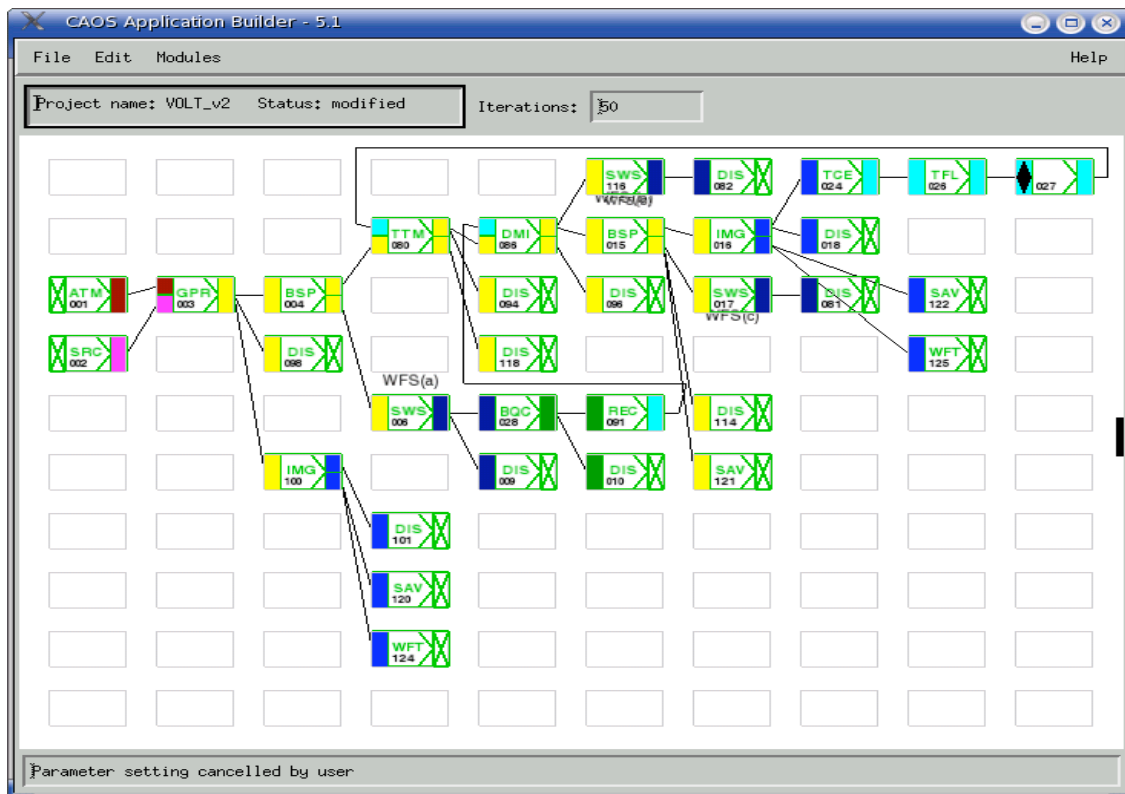 CAOS Application Builder - 5.1
File Edit Modules Help
Project name: VOLT_v2 Status: modified Iterations: 50
SWS 116 DIS 082 TCE 024 TFL 026 027
TTM 080 DMI 086 BSP 015 IMG 016 DIS 018
ATM 001 GPR 003 BSP 004 DIS 094 DIS 096 SWS 017 DIS 081 SAV 122
WFS(c)
SRC 002 DIS 098 DIS 118 WFT 125
WFS(a)
SWS 006 BQC 028 REC 091 DIS 114
IMG 100 DIS 009 DIS 010 SAV 121
DIS 101
SAV 120
WFT 124
Parameter setting cancelled by user